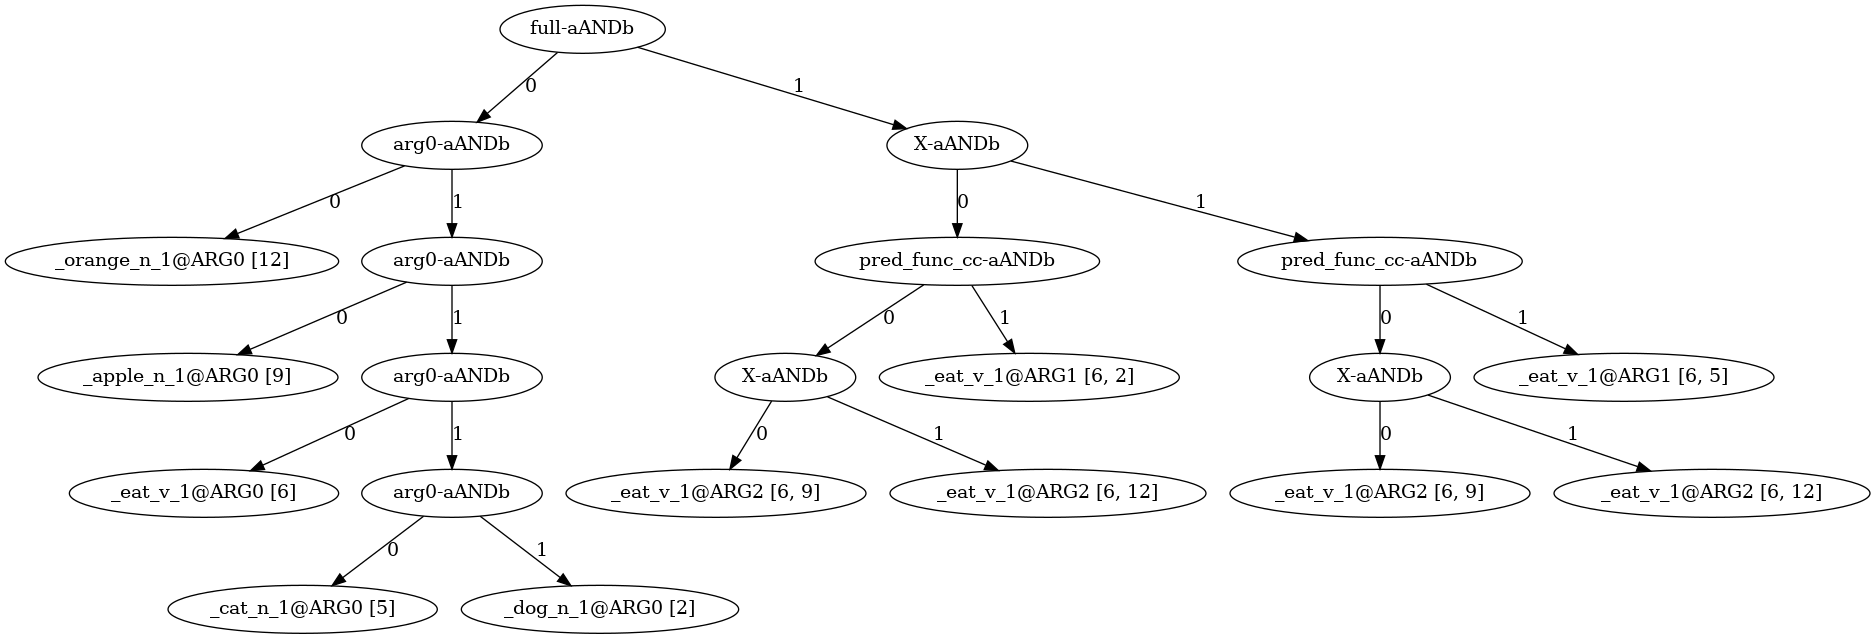 full-aANDb
0
1
arg0-aANDb
X-aANDb
0
1
0
1
_orange_n_1@ARG0 [12]
arg0-aANDb
pred_func_cc-aANDb
pred_func_cc-aANDb
0
1
0
1
0
1
_apple_n_1@ARG0 [9]
arg0-aANDb
X-aANDb
_eat_v_1@ARG1 [6, 2]
X-aANDb
_eat_v_1@ARG1 [6, 5]
0
1
0
1
0
1
_eat_v_1@ARG0 [6]
arg0-aANDb
_eat_v_1@ARG2 [6, 9]
_eat_v_1@ARG2 [6, 12]
_eat_v_1@ARG2 [6, 9]
_eat_v_1@ARG2 [6, 12]
0
1
_cat_n_1@ARG0 [5]
_dog_n_1@ARG0 [2]